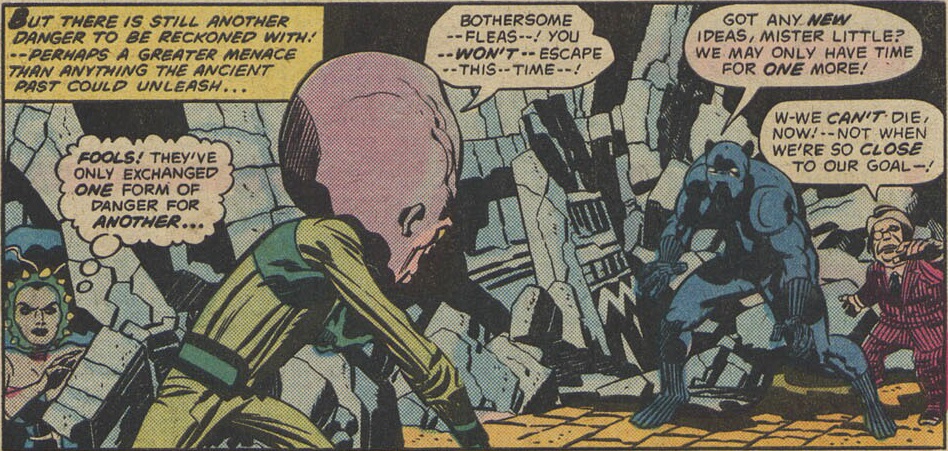 BUT THERE IS STILL ANOTHER
DANGER TO BE RECKONED WITH!
--PERHAPS A GREATER MENACE
THAN ANYTHING THE ANCIENT
PAST COULD UNLEASH...
FOOLS! THEY'VE
ONLY EXCHANGED
ONE FORM OF
DANGER FOR
ANOTHER...
BOTHERSOME
--FLEAS--! YOU
--WON'T--ESCAPE
--THIS--TIME--!
GOT ANY NEW
IDEAS, MISTER LITTLE?
WE MAY ONLY HAVE TIME
FOR ONE MORE!
W-WE CAN'T DIE,
NOW!--NOT WHEN
WE'RE SO CLOSE
TO OUR GOAL--!